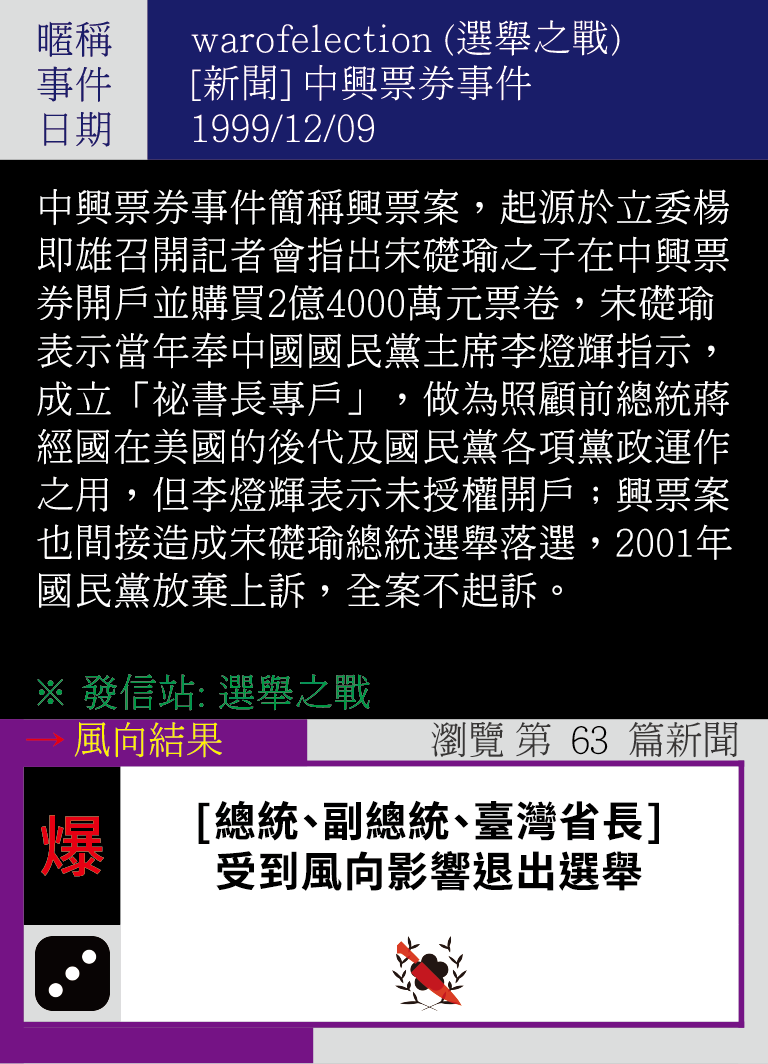 暱稱 warofelection (選舉之戰)
事件 [新聞] 中興票券事件
日期 1999/12/09
中興票券事件簡稱興票案，起源於立委楊
即雄召開記者會指出宋礎瑜之子在中興票
券開戶並購買2億4000萬元票卷，宋礎瑜
表示當年奉中國國民黨主席李燈輝指示，
成立「祕書長專戶」，做為照顧前總統蔣
經國在美國的後代及國民黨各項黨政運作
之用，但李燈輝表示未授權開戶；興票案
也間接造成宋礎瑜總統選舉落選，2001年
國民黨放棄上訴，全案不起訴。
※ 發信站: 選舉之戰
→ 風向結果 瀏覽 第 63 篇新聞
爆
[總統、副總統、臺灣省長]
受到風向影響退出選舉